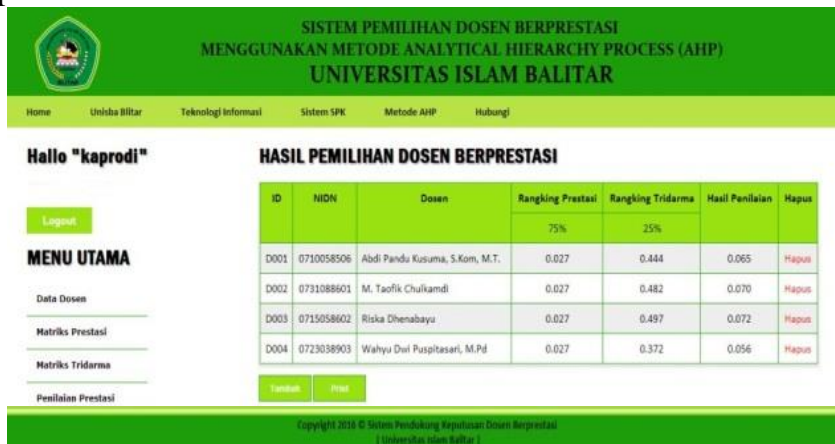 SISTEM PEMILIHAN DOSEN BERPRESTASI
MENGGUNAKAN METODE ANALYTICAL HIERARCHY PROCESS (AHP)
UNIVERSITAS ISLAM BALITAR
BLITAR
Home Unisba Blitar Teknologi Informasi Sistem SPK Metode AHP Hubungi
Hallo "kaprodi"
Logout
MENU UTAMA
Data Dosen
Matriks Prestasi
Matriks Tridarma
Penilaian Prestasi
HASIL PEMILIHAN DOSEN BERPRESTASI
ID NIDN Dosen Rangking Prestasi Rangking Tridarma Hasil Penilaian Hapus
75% 25%
D001 0710058506 Abdi Pandu Kusuma, S.Kom, M.T. 0.027 0.444 0.065 Hapus
D002 0731088601 M. Taofik Chulkamdi 0.027 0.482 0.070 Hapus
D003 0715058602 Riska Dhenabayu 0.027 0.497 0.072 Hapus
D004 0723038903 Wahyu Dwi Puspitasari, M.Pd 0.027 0.372 0.056 Hapus
Tambah Print
Copyright 2016 © Sistem Pendukung Keputusan Dosen Berprestasi
[ Universitas Islam Balitar ]